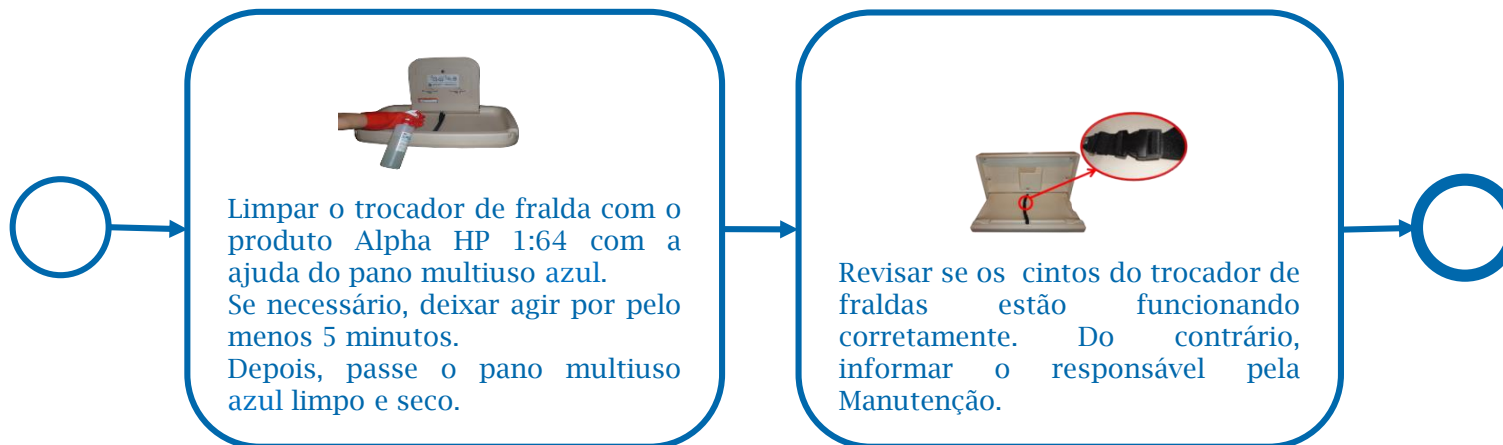 Limpar o trocador de fralda com o
produto Alpha HP 1:64 com a
ajuda do pano multiuso azul.
Se necessário, deixar agir por pelo
menos 5 minutos.
Depois, passe o pano multiuso
azul limpo e seco.
Revisar se os cintos do trocador de
fraldas estão funcionando
corretamente. Do contrário,
informar o responsável pela
Manutenção.